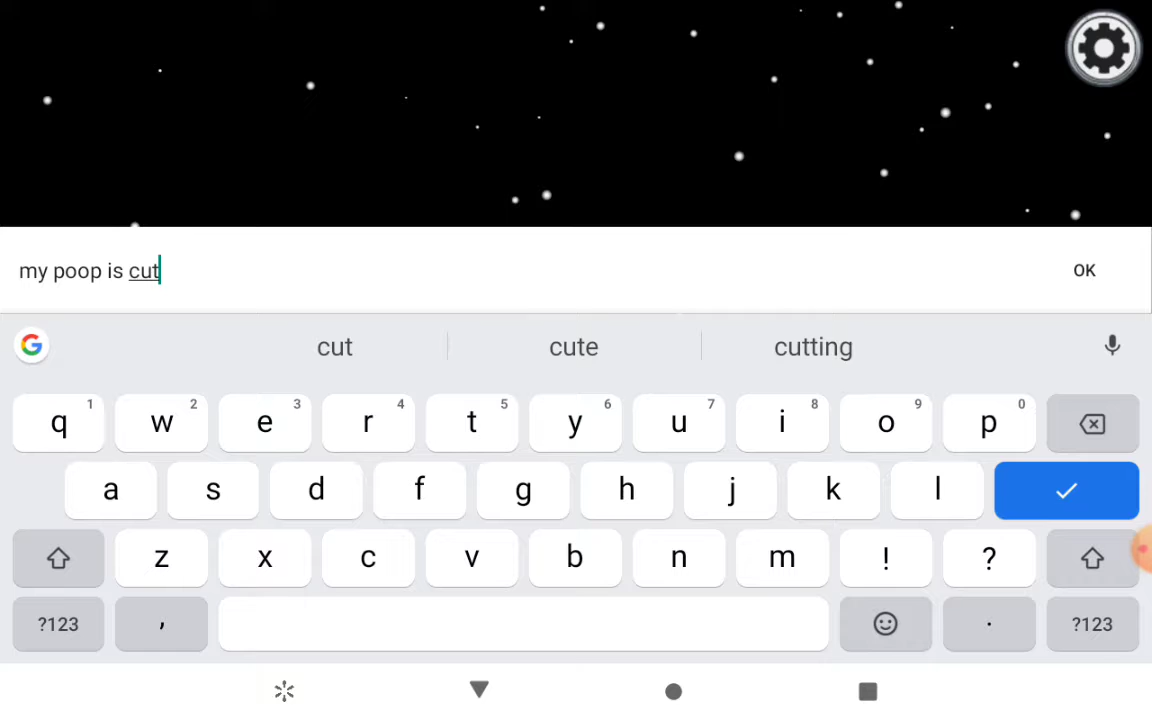 my poop is cut
OK
cut cute cutting
q 1 w 2 e 3 r 4 t 5 y 6 u 7 i 8 o 9 p 0
a s d f g h j k l
z x c v b n m ! ?
?123 , . ?123